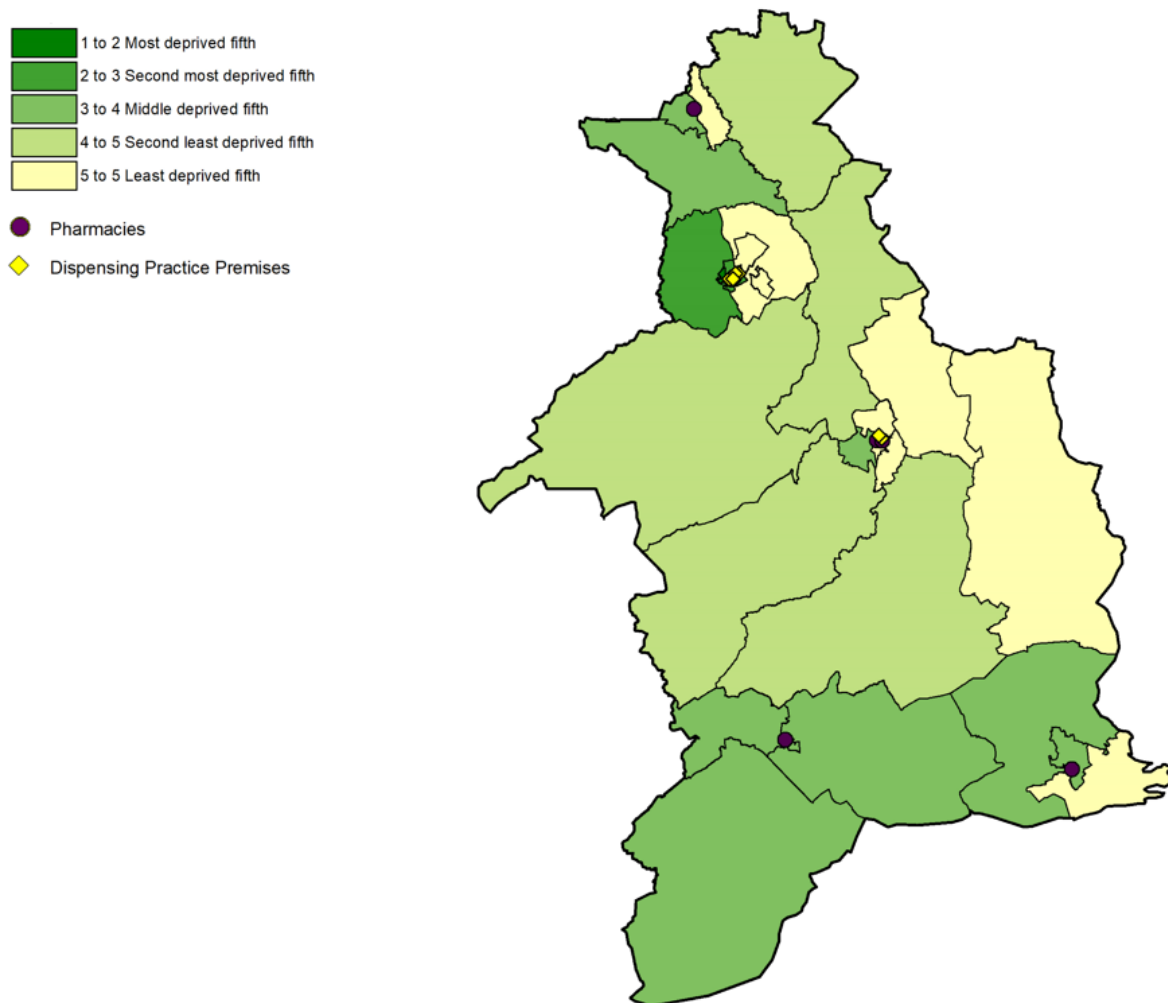 1 to 2 Most deprived fifth
2 to 3 Second most deprived fifth
3 to 4 Middle deprived fifth
4 to 5 Second least deprived fifth
5 to 5 Least deprived fifth
Pharmacies
Dispensing Practice Premises